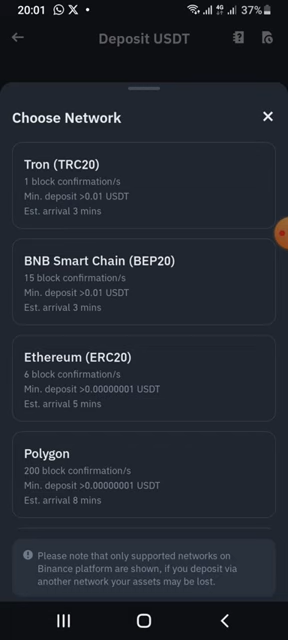 20:01
4G
37%
Deposit USDT
Choose Network
Tron (TRC20)
1 block confirmation/s
Min. deposit >0.01 USDT
Est. arrival 3 mins
BNB Smart Chain (BEP20)
15 block confirmation/s
Min. deposit >0.01 USDT
Est. arrival 3 mins
Ethereum (ERC20)
6 block confirmation/s
Min. deposit >0.00000001 USDT
Est. arrival 5 mins
Polygon
200 block confirmation/s
Min. deposit >0.00000001 USDT
Est. arrival 8 mins
Please note that only supported networks on
Binance platform are shown, if you deposit via
another network your assets may be lost.